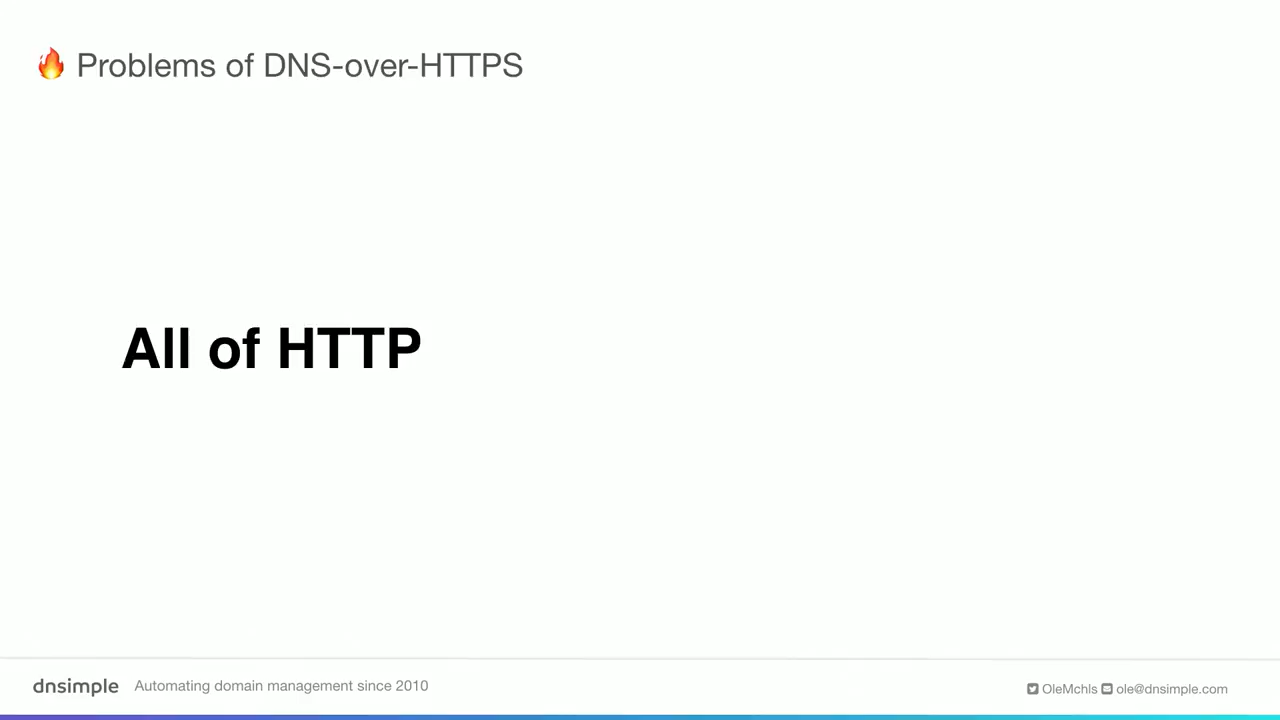 🔥 Problems of DNS-over-HTTPS
All of HTTP
dnsimple Automating domain management since 2010
OleMchls ole@dnsimple.com